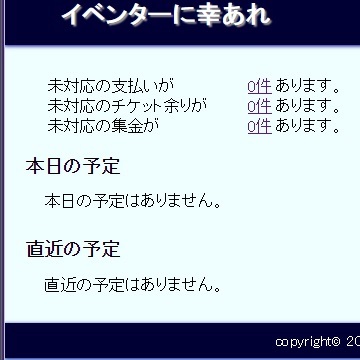 イベンターに幸あれ
未対応の支払いが 0件 あります。
未対応のチケット余りが 0件 あります。
未対応の集金が 0件 あります。
本日の予定
本日の予定はありません。
直近の予定
直近の予定はありません。
copyright© 20